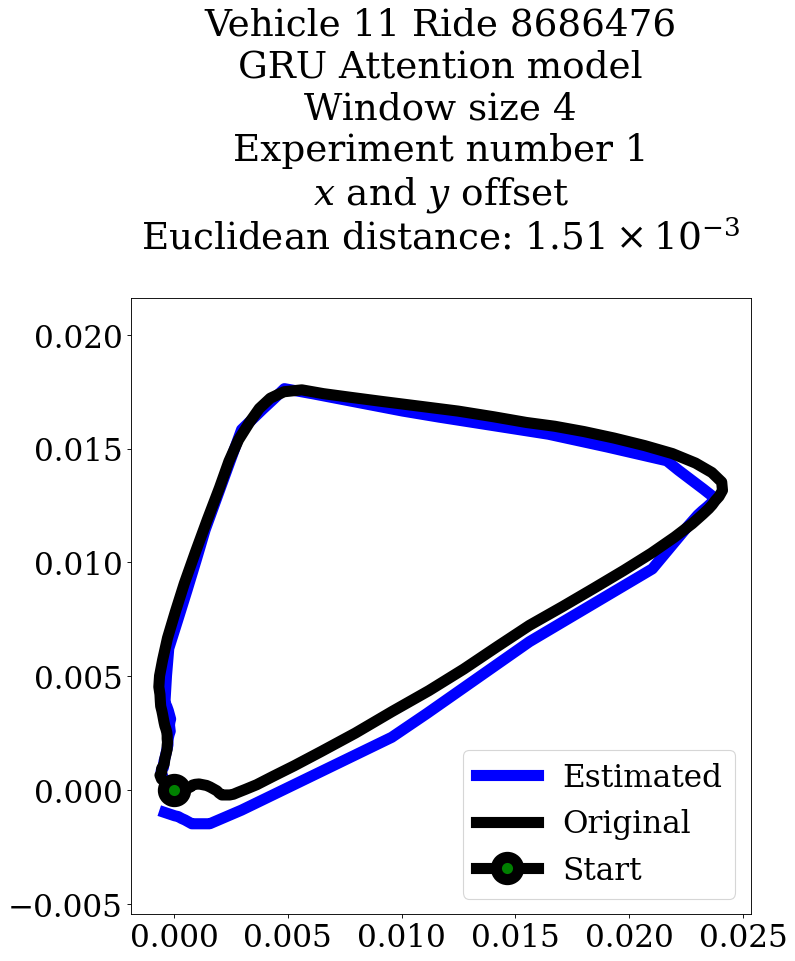 Vehicle 11 Ride 8686476
GRU Attention model
Window size 4
Experiment number 1
x and y offset
Euclidean distance: 1.51 × 10⁻³
0.020
0.015
0.010
0.005
0.000
−0.005
Estimated
Original
Start
0.000 0.005 0.010 0.015 0.020 0.025